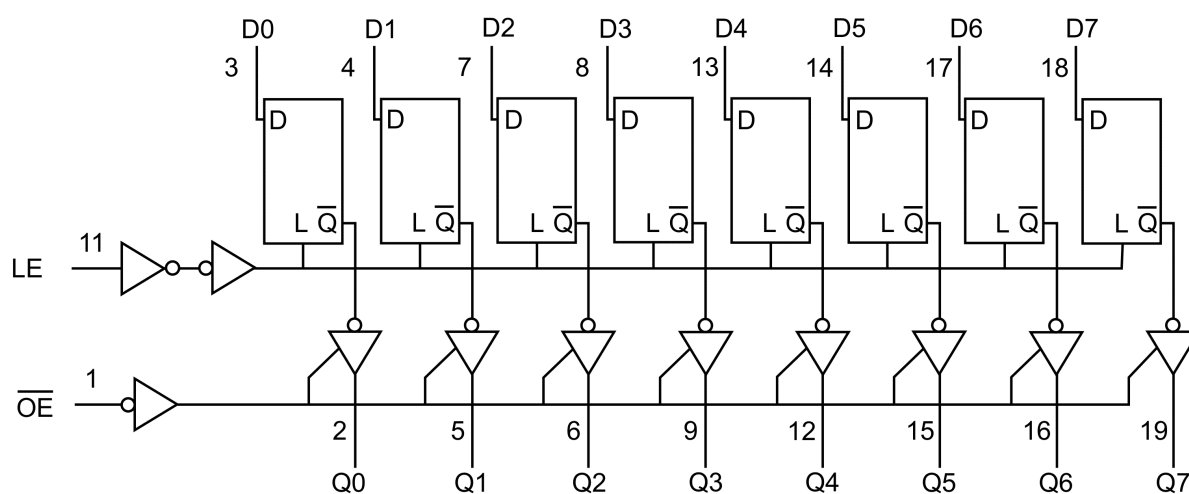 D0 D1 D2 D3 D4 D5 D6 D7
3 4 7 8 13 14 17 18
D D D D D D D D
L Q̅ L Q̅ L Q̅ L Q̅ L Q̅ L Q̅ L Q̅ L Q̅
11
LE
1
O̅E̅
2 5 6 9 12 15 16 19
Q0 Q1 Q2 Q3 Q4 Q5 Q6 Q7